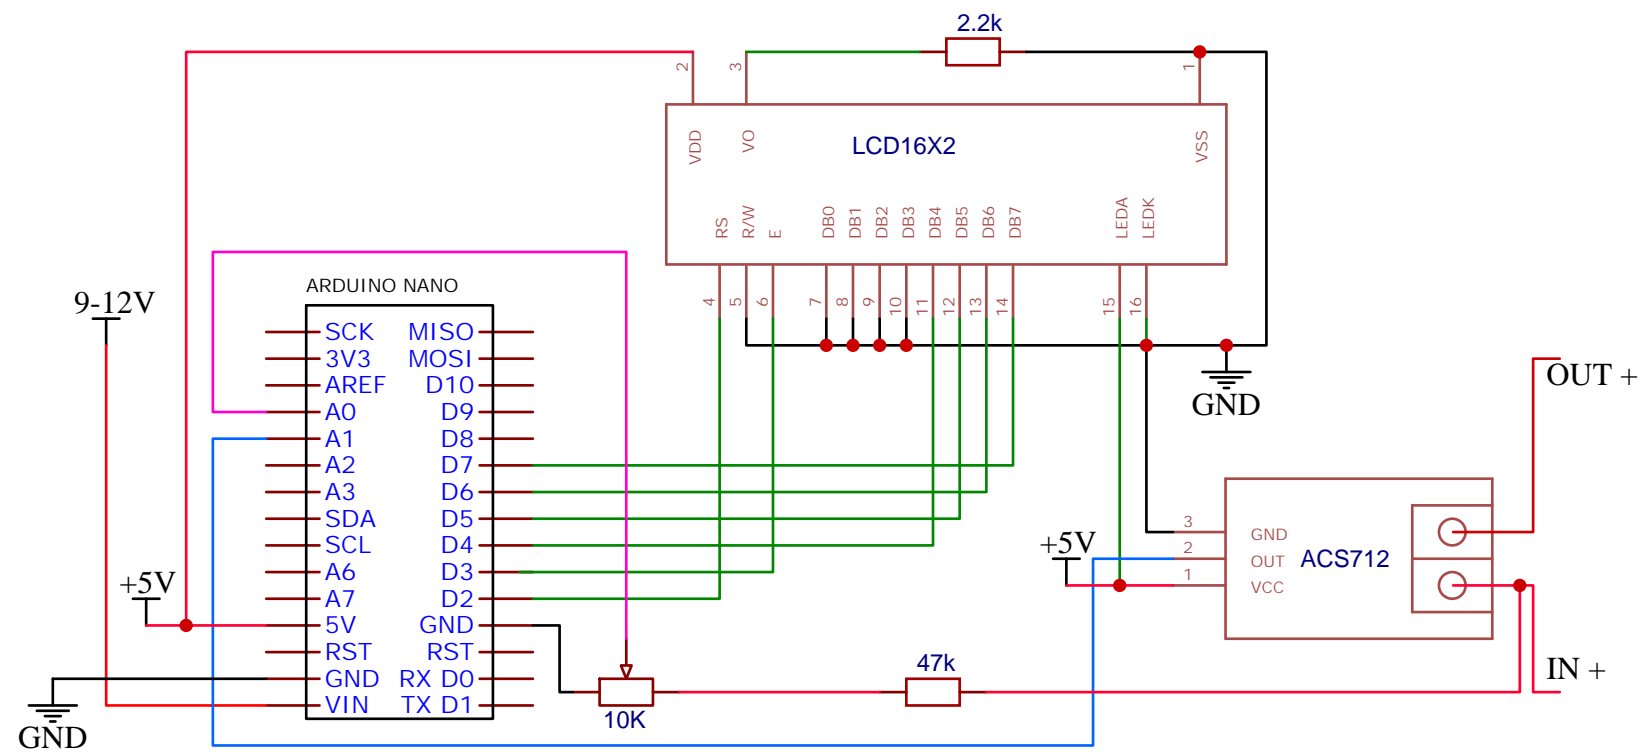 2.2k
2
3
1
VDD
VO
LCD16X2
VSS
RS
R/W
E
DB0
DB1
DB2
DB3
DB4
DB5
DB6
DB7
LEDA
LEDK
4
5
6
7
8
9
10
11
12
13
14
15
16
ARDUINO NANO
9-12V
SCK MISO
3V3 MOSI
AREF D10
A0 D9
A1 D8
A2 D7
A3 D6
SDA D5
SCL D4
A6 D3
A7 D2
5V GND
RST RST
GND RX D0
VIN TX D1
+5V
GND
10K
47k
GND
OUT +
+5V
3 GND
2 OUT
1 VCC
ACS712
IN +